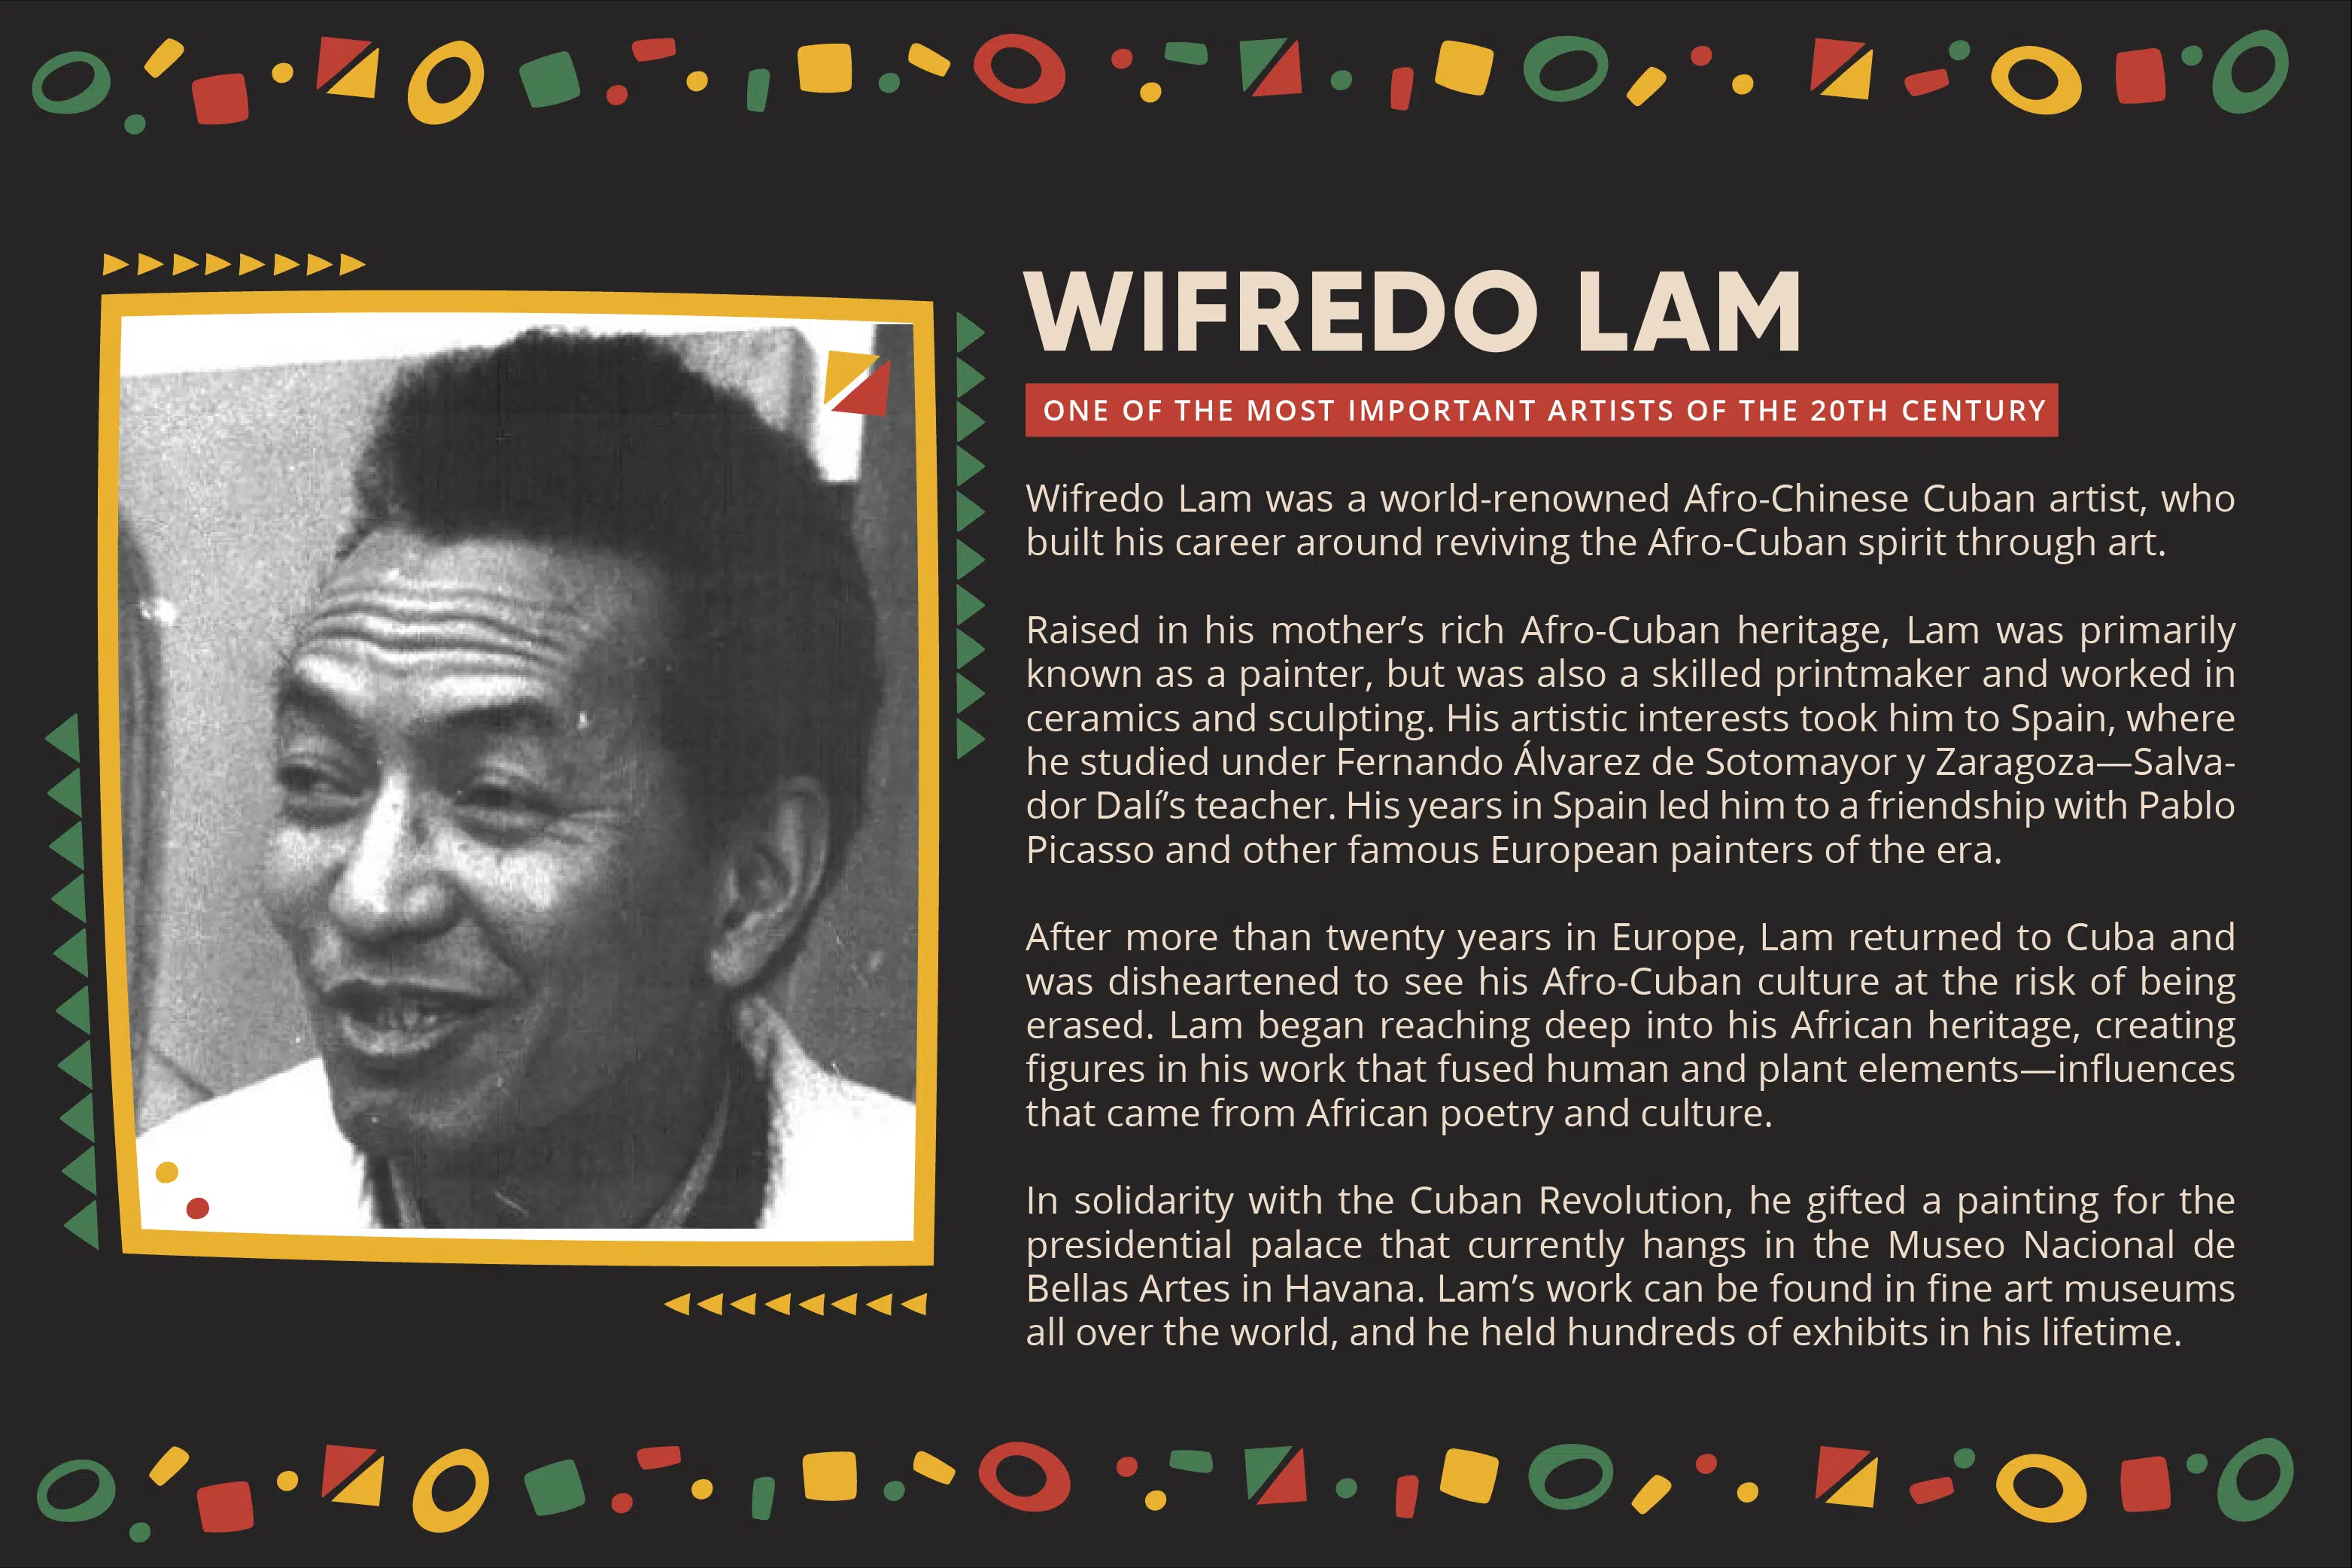 WIFREDO LAM
ONE OF THE MOST IMPORTANT ARTISTS OF THE 20TH CENTURY
Wifredo Lam was a world-renowned Afro-Chinese Cuban artist, who
built his career around reviving the Afro-Cuban spirit through art.
Raised in his mother’s rich Afro-Cuban heritage, Lam was primarily
known as a painter, but was also a skilled printmaker and worked in
ceramics and sculpting. His artistic interests took him to Spain, where
he studied under Fernando Álvarez de Sotomayor y Zaragoza—Salva-
dor Dalí’s teacher. His years in Spain led him to a friendship with Pablo
Picasso and other famous European painters of the era.
After more than twenty years in Europe, Lam returned to Cuba and
was disheartened to see his Afro-Cuban culture at the risk of being
erased. Lam began reaching deep into his African heritage, creating
figures in his work that fused human and plant elements—influences
that came from African poetry and culture.
In solidarity with the Cuban Revolution, he gifted a painting for the
presidential palace that currently hangs in the Museo Nacional de
Bellas Artes in Havana. Lam’s work can be found in fine art museums
all over the world, and he held hundreds of exhibits in his lifetime.